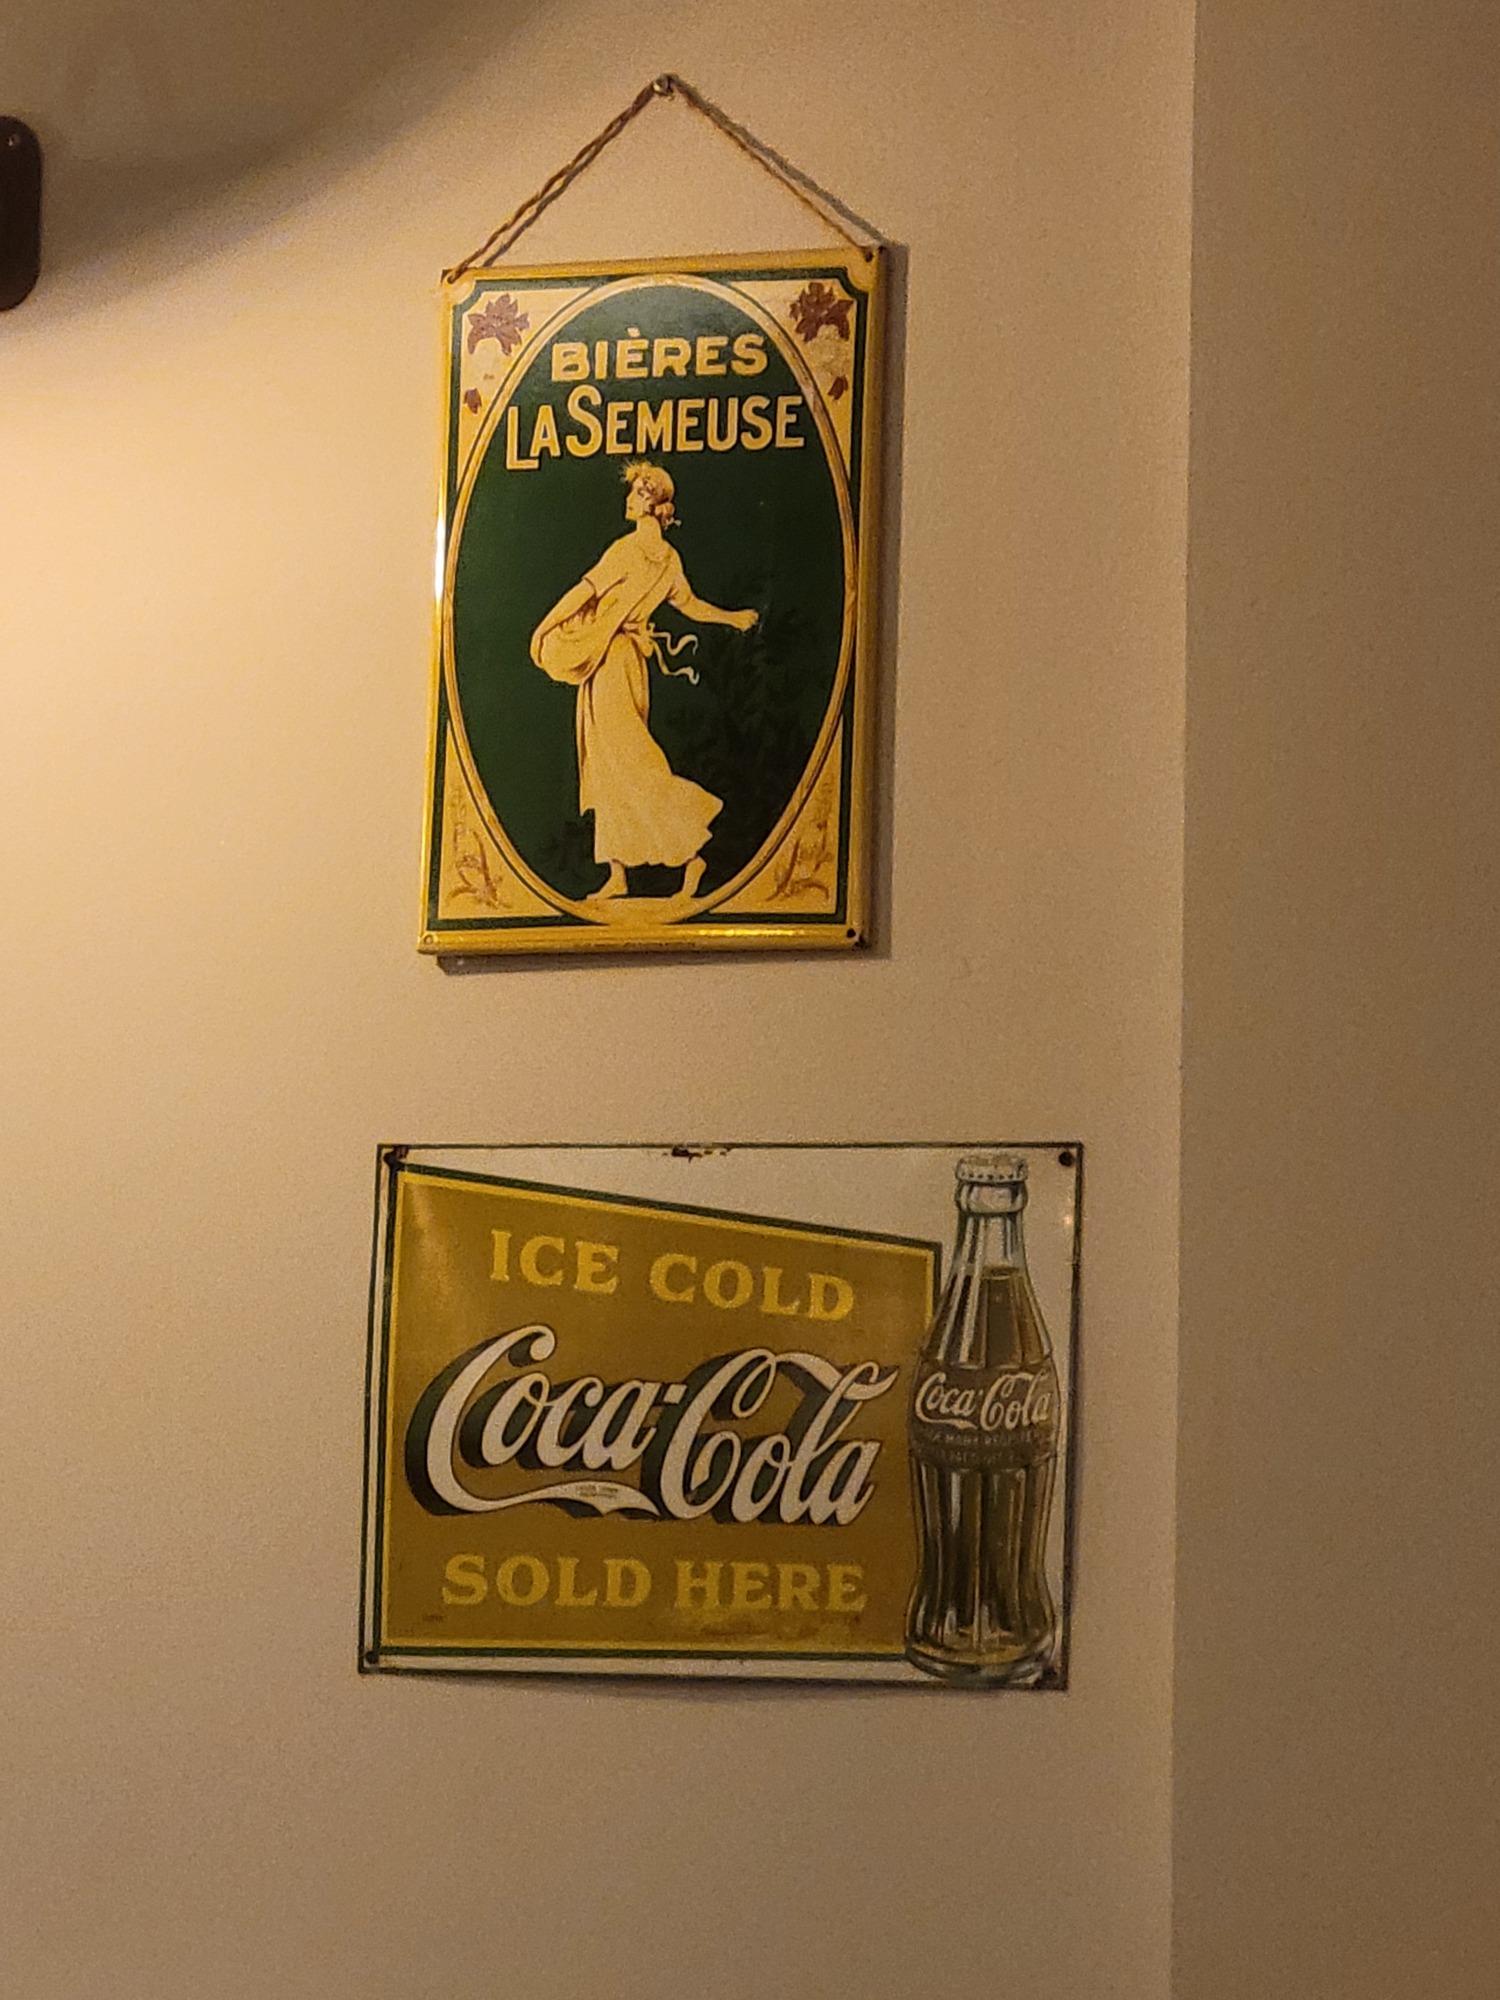 BIÈRES
LA SEMEUSE
ICE COLD
Coca-Cola
SOLD HERE
Coca-Cola